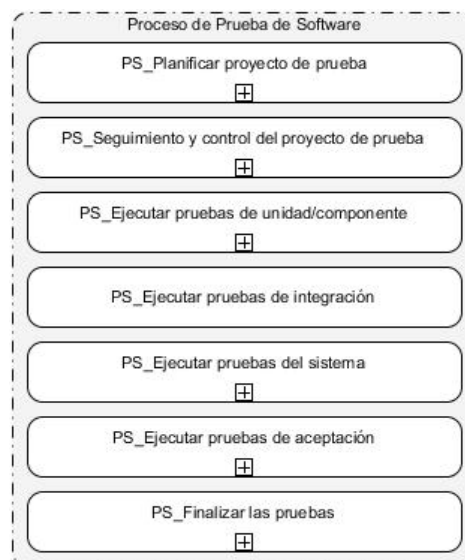 Proceso de Prueba de Software
PS_Planificar proyecto de prueba
PS_Seguimiento y control del proyecto de prueba
PS_Ejecutar pruebas de unidad/componente
PS_Ejecutar pruebas de integración
PS_Ejecutar pruebas del sistema
PS_Ejecutar pruebas de aceptación
PS_Finalizar las pruebas